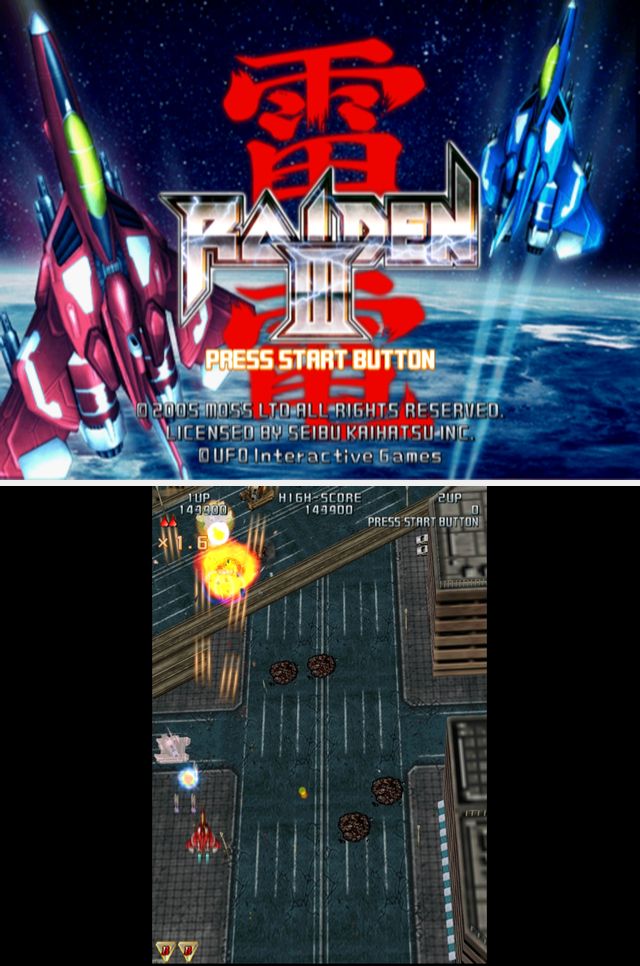 雷
RAIDEN
III
雷
PRESS START BUTTON
© 2005 MOSS LTD ALL RIGHTS RESERVED.
LICENSED BY SEIBU KAIHATSU INC.
© UFO Interactive Games
1UP HIGH-SCORE 2UP
144900 144900 0
PRESS START BUTTON
× 1.6
B B